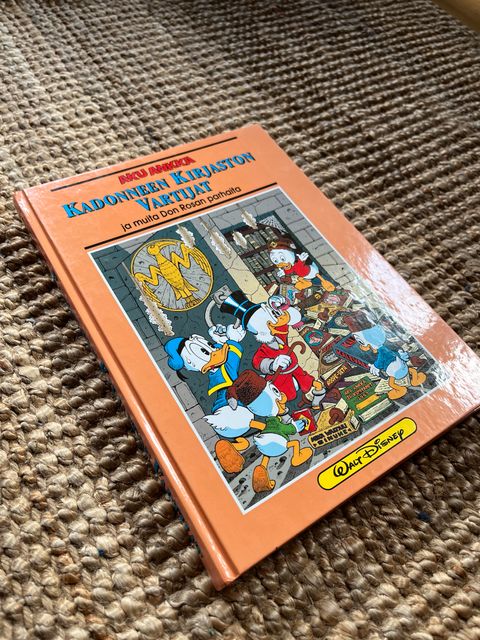 AKU ANKKA
KADONNEEN KIRJASTON
VARTIJAT
ja muita Don Rosan parhaita
WALT DISNEY